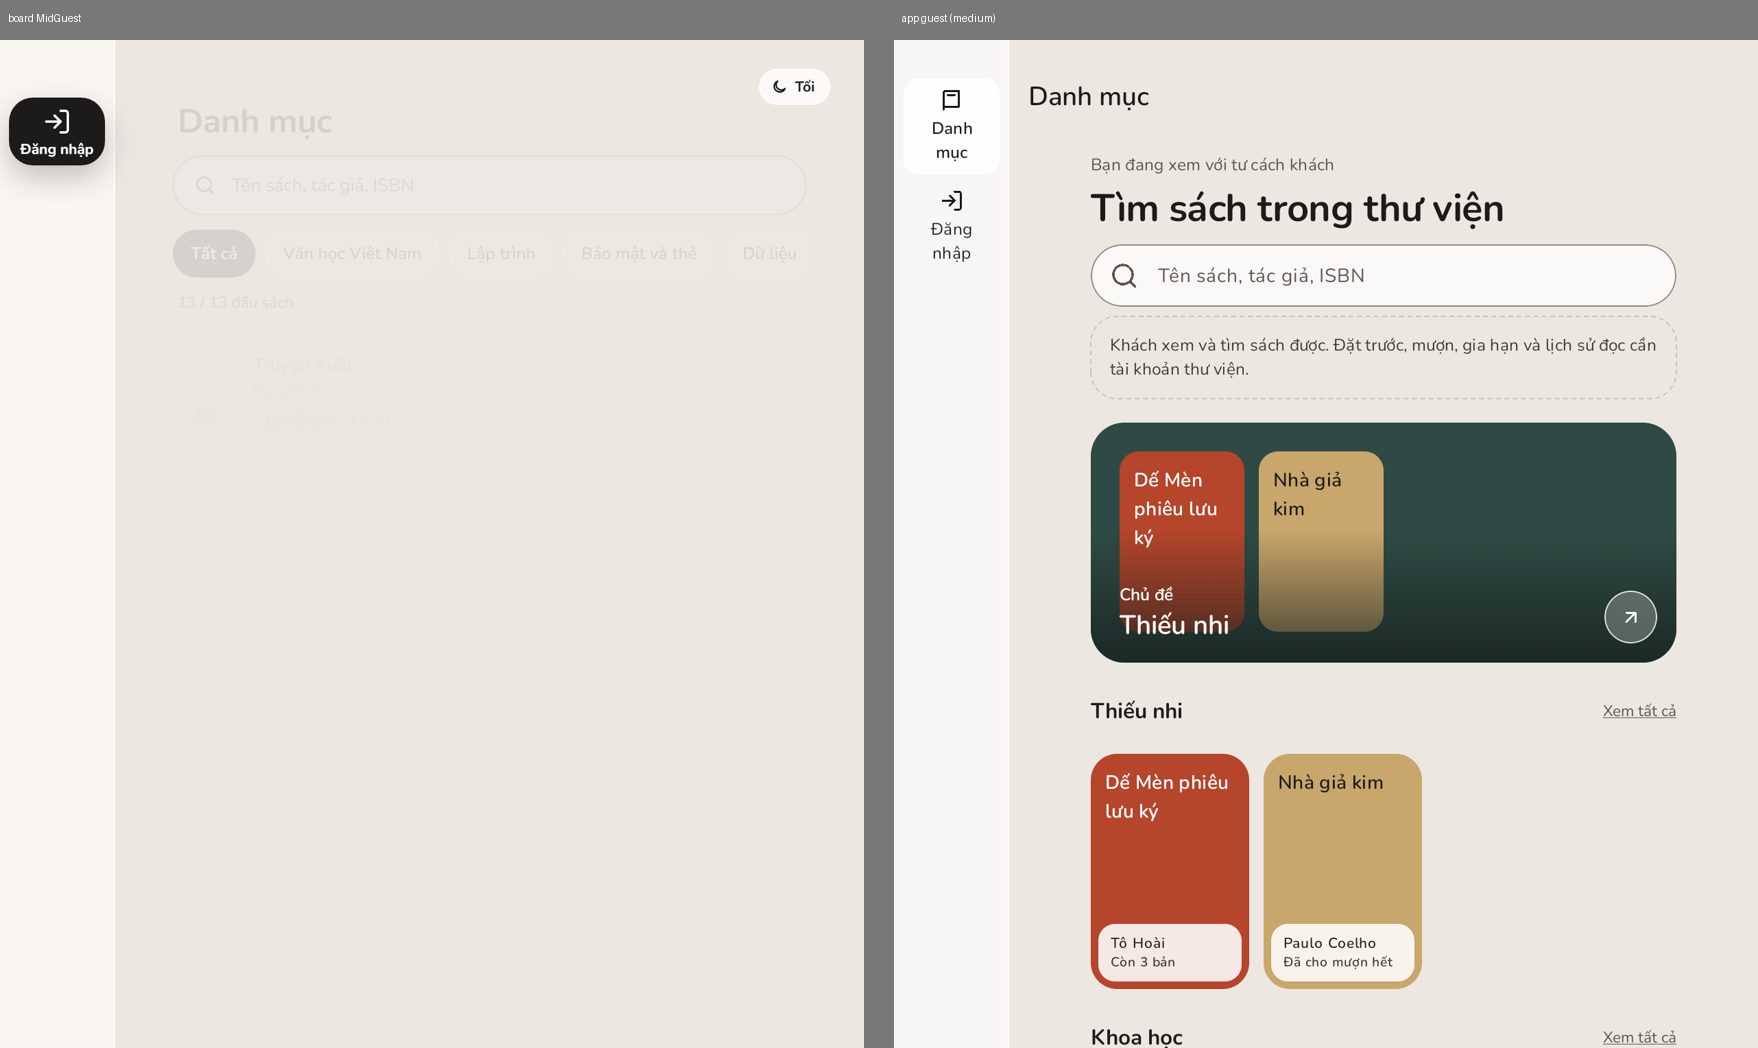 board MidGuest
Đăng nhập
Tối
Danh mục
Tên sách, tác giả, ISBN
Tất cả
Văn học Việt Nam
Lập trình
Bảo mật và thẻ
Dữ liệu
13 / 13 đầu sách
Truyện Kiều
Nguyễn Du
TK
app guest (medium)
Danh
mục
Đăng
nhập
Danh mục
Bạn đang xem với tư cách khách
Tìm sách trong thư viện
Tên sách, tác giả, ISBN
Khách xem và tìm sách được. Đặt trước, mượn, gia hạn và lịch sử đọc cần
tài khoản thư viện.
Dế Mèn
phiêu lưu
ký
Nhà giả
kim
Chủ đề
Thiếu nhi
Thiếu nhi
Xem tất cả
Dế Mèn phiêu
lưu ký
Tô Hoài
Còn 3 bản
Nhà giả kim
Paulo Coelho
Đã cho mượn hết
Khoa học
Xem tất cả